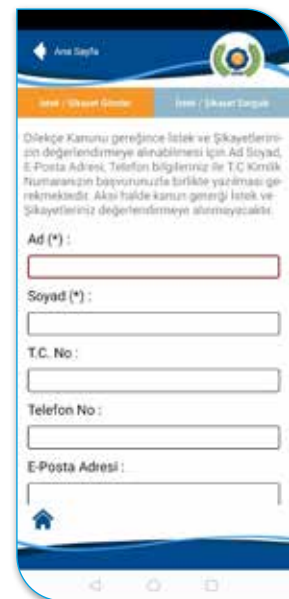 Ana Sayfa
İstek / Şikayet Gönder
İstek / Şikayet Sorgula
Dilekçe Kanunu gereğince İstek ve Şikayetlerini-
zin değerlendirmeye alınabilmesi için Ad Soyad,
E-Posta Adresi, Telefon bilgileriniz ile T.C Kimlik
Numaranızın başvurunuzla birlikte yazılması ge-
rekmektedir. Aksi halde kanun gereği İstek ve
Şikayetleriniz değerlendirmeye alınmayacaktır.
Ad (*) :
Soyad (*) :
T.C. No :
Telefon No :
E-Posta Adresi :